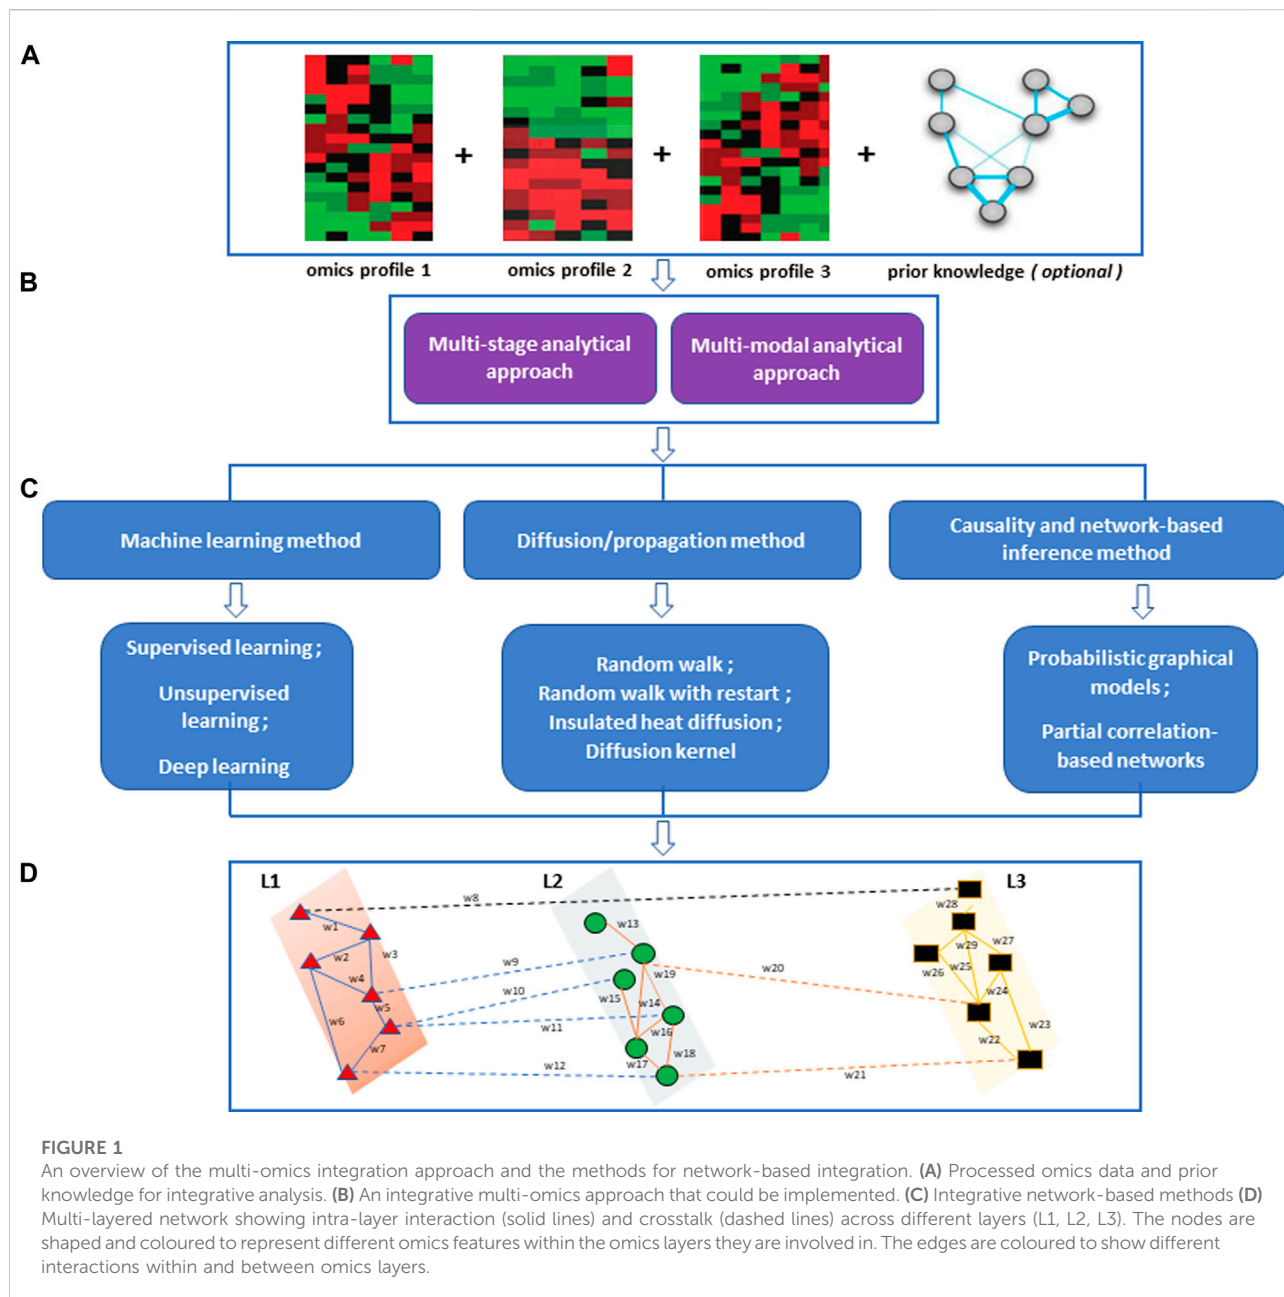 A
+
+
+
omics profile 1
omics profile 2
omics profile 3
prior knowledge ( optional )
B
Multi-stage analytical
approach
Multi-modal analytical
approach
C
Machine learning method
Diffusion/propagation method
Causality and network-based
inference method
Supervised learning ;
Unsupervised
learning ;
Deep learning
Random walk ;
Random walk with restart ;
Insulated heat diffusion ;
Diffusion kernel
Probabilistic graphical
models ;
Partial correlation-
based networks
D
L1
L2
L3
w8
w1
w2
w3
w4
w5
w6
w7
w9
w10
w11
w12
w13
w19
w15
w14
w16
w17
w18
w20
w21
w28
w29
w27
w26
w25
w24
w23
w22
FIGURE 1
An overview of the multi-omics integration approach and the methods for network-based integration. (A) Processed omics data and prior
knowledge for integrative analysis. (B) An integrative multi-omics approach that could be implemented. (C) Integrative network-based methods (D)
Multi-layered network showing intra-layer interaction (solid lines) and crosstalk (dashed lines) across different layers (L1, L2, L3). The nodes are
shaped and coloured to represent different omics features within the omics layers they are involved in. The edges are coloured to show different
interactions within and between omics layers.